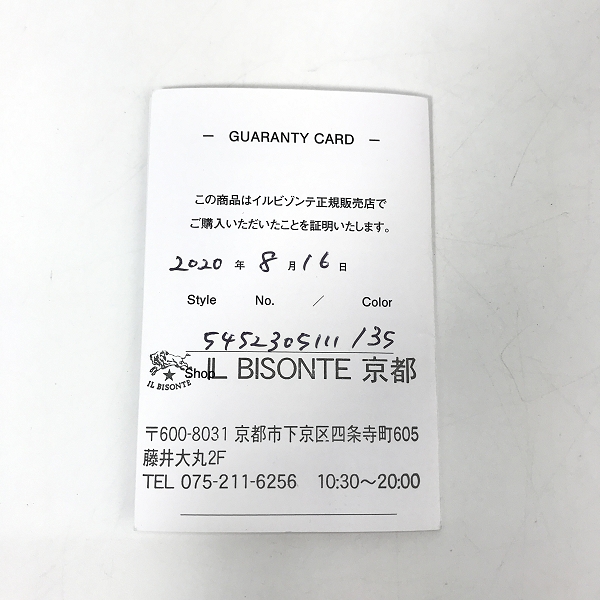 — GUARANTY CARD —
この商品はイルビゾンテ正規販売店で
ご購入いただいたことを証明いたします。
2020 年 8 月 16 日
Style No. / Color
5452305111 /35
Shop IL BISONTE 京都
IL BISONTE
〒600-8031 京都市下京区四条寺町605
藤井大丸2F
TEL 075-211-6256 10:30～20:00